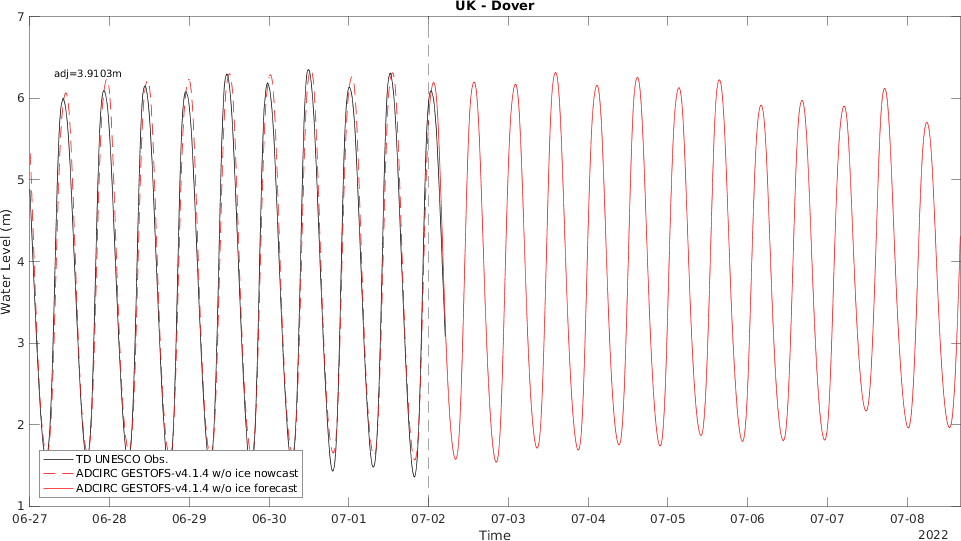 UK - Dover
7
adj=3.9103m
6
5
4
3
2
1
Water Level (m)
TD UNESCO Obs.
ADCIRC GESTOFS-v4.1.4 w/o ice nowcast
ADCIRC GESTOFS-v4.1.4 w/o ice forecast
06-27 06-28 06-29 06-30 07-01 07-02 07-03 07-04 07-05 07-06 07-07 07-08
Time
2022